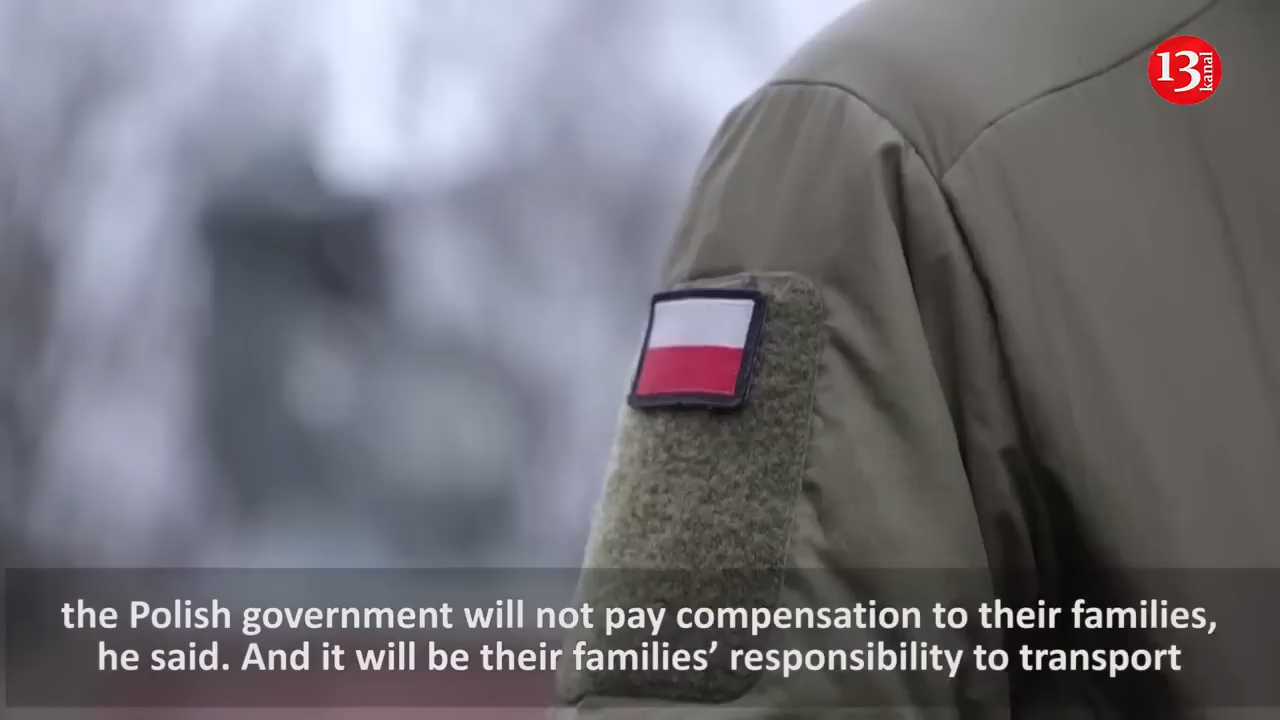 13
kanal
the Polish government will not pay compensation to their families,
he said. And it will be their families’ responsibility to transport